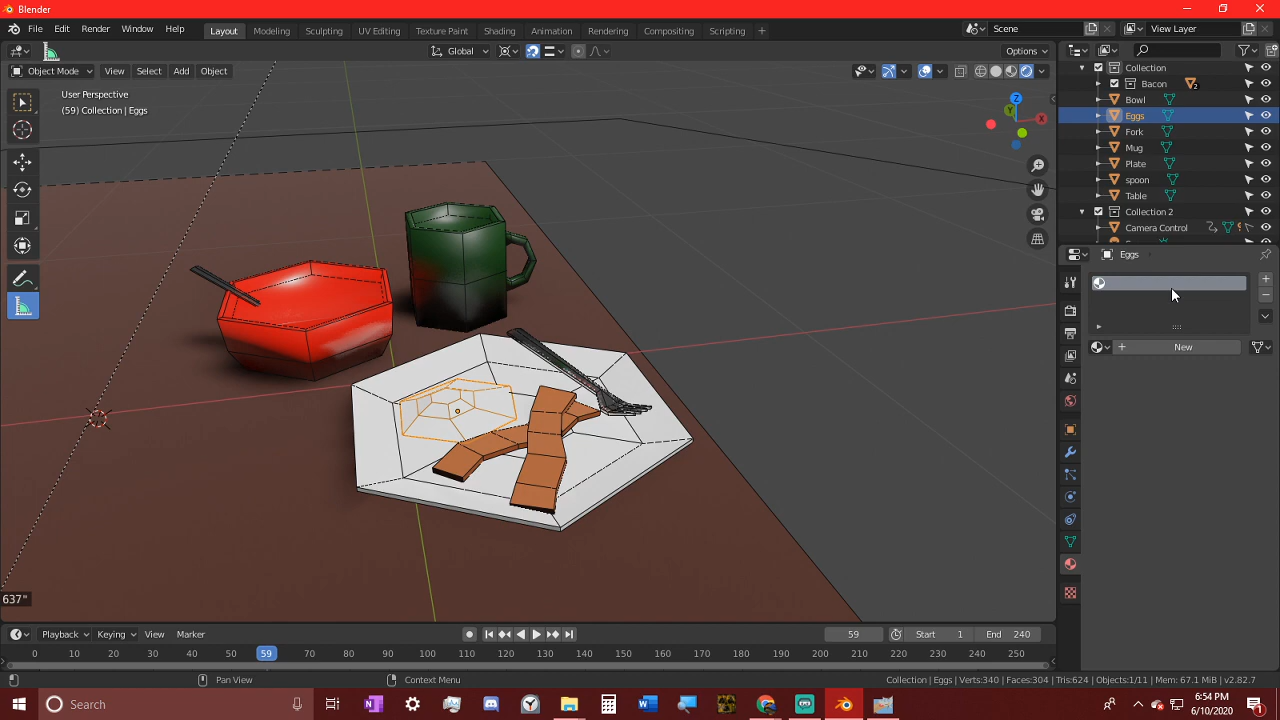 Blender
File Edit Render Window Help
Layout Modeling Sculpting UV Editing Texture Paint Shading Animation Rendering Compositing Scripting +
Scene
View Layer
Global
Options
Object Mode View Select Add Object
User Perspective
(59) Collection | Eggs
Z
Y
X
637"
Collection
Bacon 2
Bowl
Eggs
Fork
Mug
Plate
spoon
Table
Collection 2
Camera Control
Eggs
+ New
Playback Keying View Marker
59 Start 1 End 240
0 10 20 30 40 50 59 70 80 90 100 110 120 130 140 150 160 170 180 190 200 210 220 230 240 250
Pan View Context Menu
Collection | Eggs | Verts:340 | Faces:304 | Tris:624 | Objects:1/11 | Mem: 67.1 MiB | v2.82.7
Search
6:54 PM
6/10/2020
1